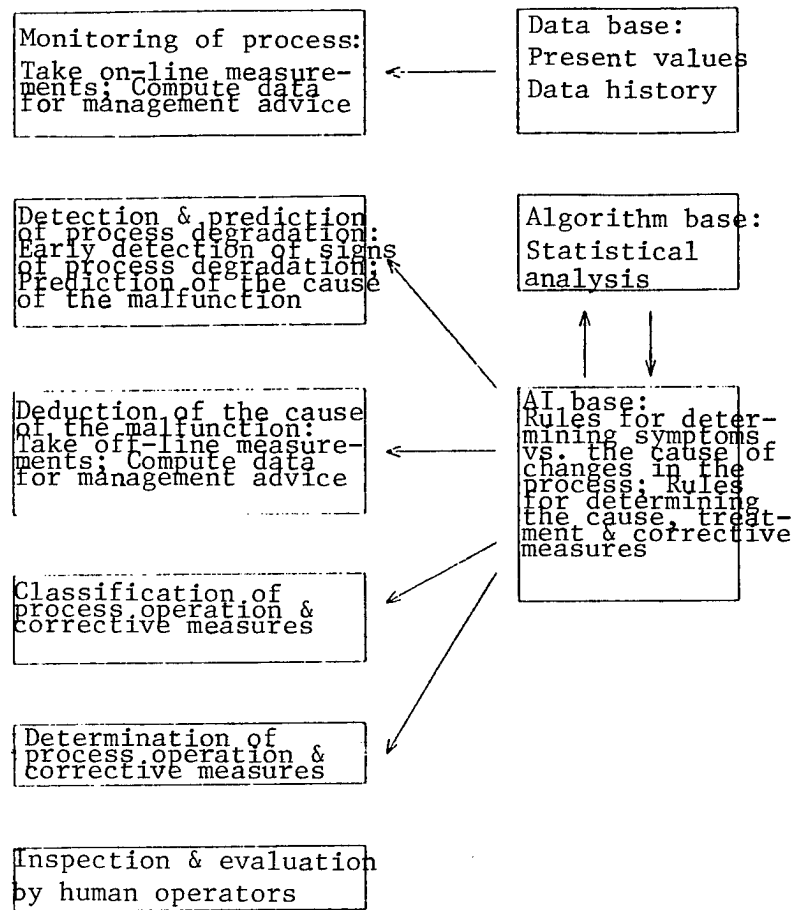 Monitoring of process:
Take on-line measure-
ments; Compute data
for management advice
Data base:
Present values
Data history
Detection & prediction
of process degradation:
Early detection of signs
of process degradation;
Prediction of the cause
of the malfunction
Algorithm base:
Statistical
analysis
Deduction of the cause
of the malfunction:
Take off-line measure-
ments; Compute data
for management advice
AI base:
Rules for deter-
mining symptoms
vs. the cause of
changes in the
process; Rules
for determining
the cause, treat-
ment & corrective
measures
Classification of
process operation &
corrective measures
Determination of
process operation &
corrective measures
Inspection & evaluation
by human operators